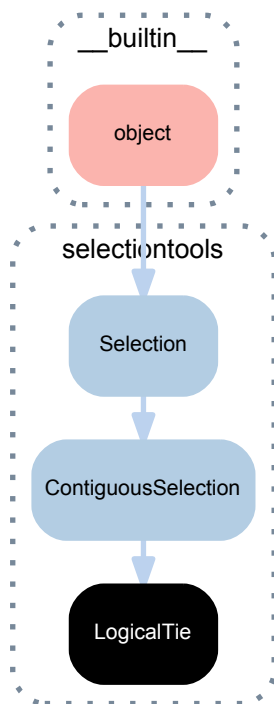 __builtin__
object
selectiontools
Selection
ContiguousSelection
LogicalTie